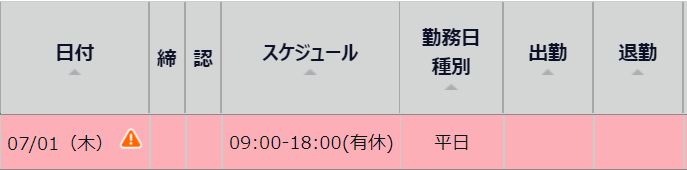 日付 締 認 スケジュール 勤務日種別 出勤 退勤
07/01（木） 09:00-18:00(有休) 平日